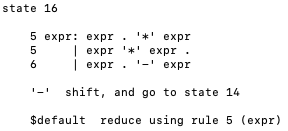 state 16
5 expr: expr . '*' expr
5 | expr '*' expr .
6 | expr . '-' expr
'-' shift, and go to state 14
$default reduce using rule 5 (expr)